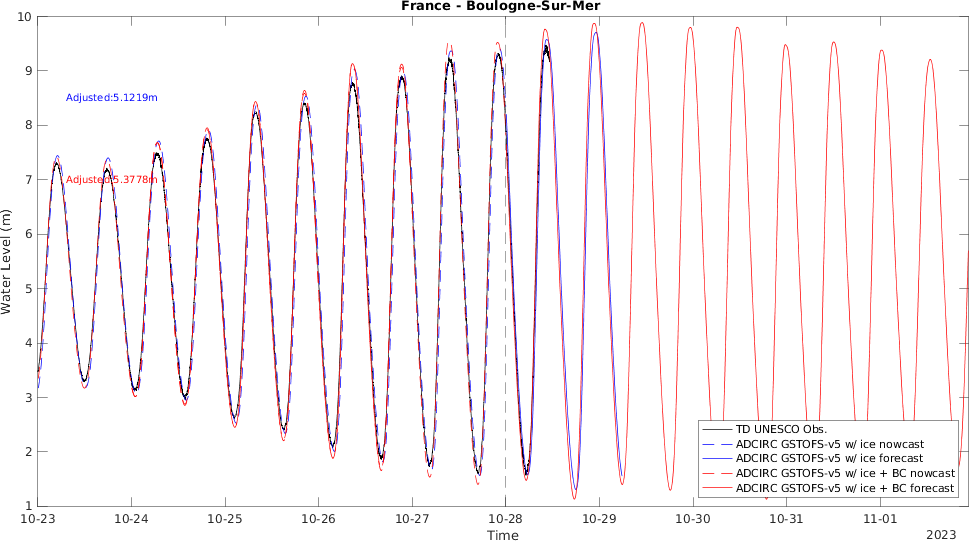 France - Boulogne-Sur-Mer
10
9
8
7
6
5
4
3
2
1
Water Level (m)
Adjusted:5.1219m
Adjusted:5.3778m
TD UNESCO Obs.
ADCIRC GSTOFS-v5 w/ ice nowcast
ADCIRC GSTOFS-v5 w/ ice forecast
ADCIRC GSTOFS-v5 w/ ice + BC nowcast
ADCIRC GSTOFS-v5 w/ ice + BC forecast
10-23 10-24 10-25 10-26 10-27 10-28 10-29 10-30 10-31 11-01
Time
2023